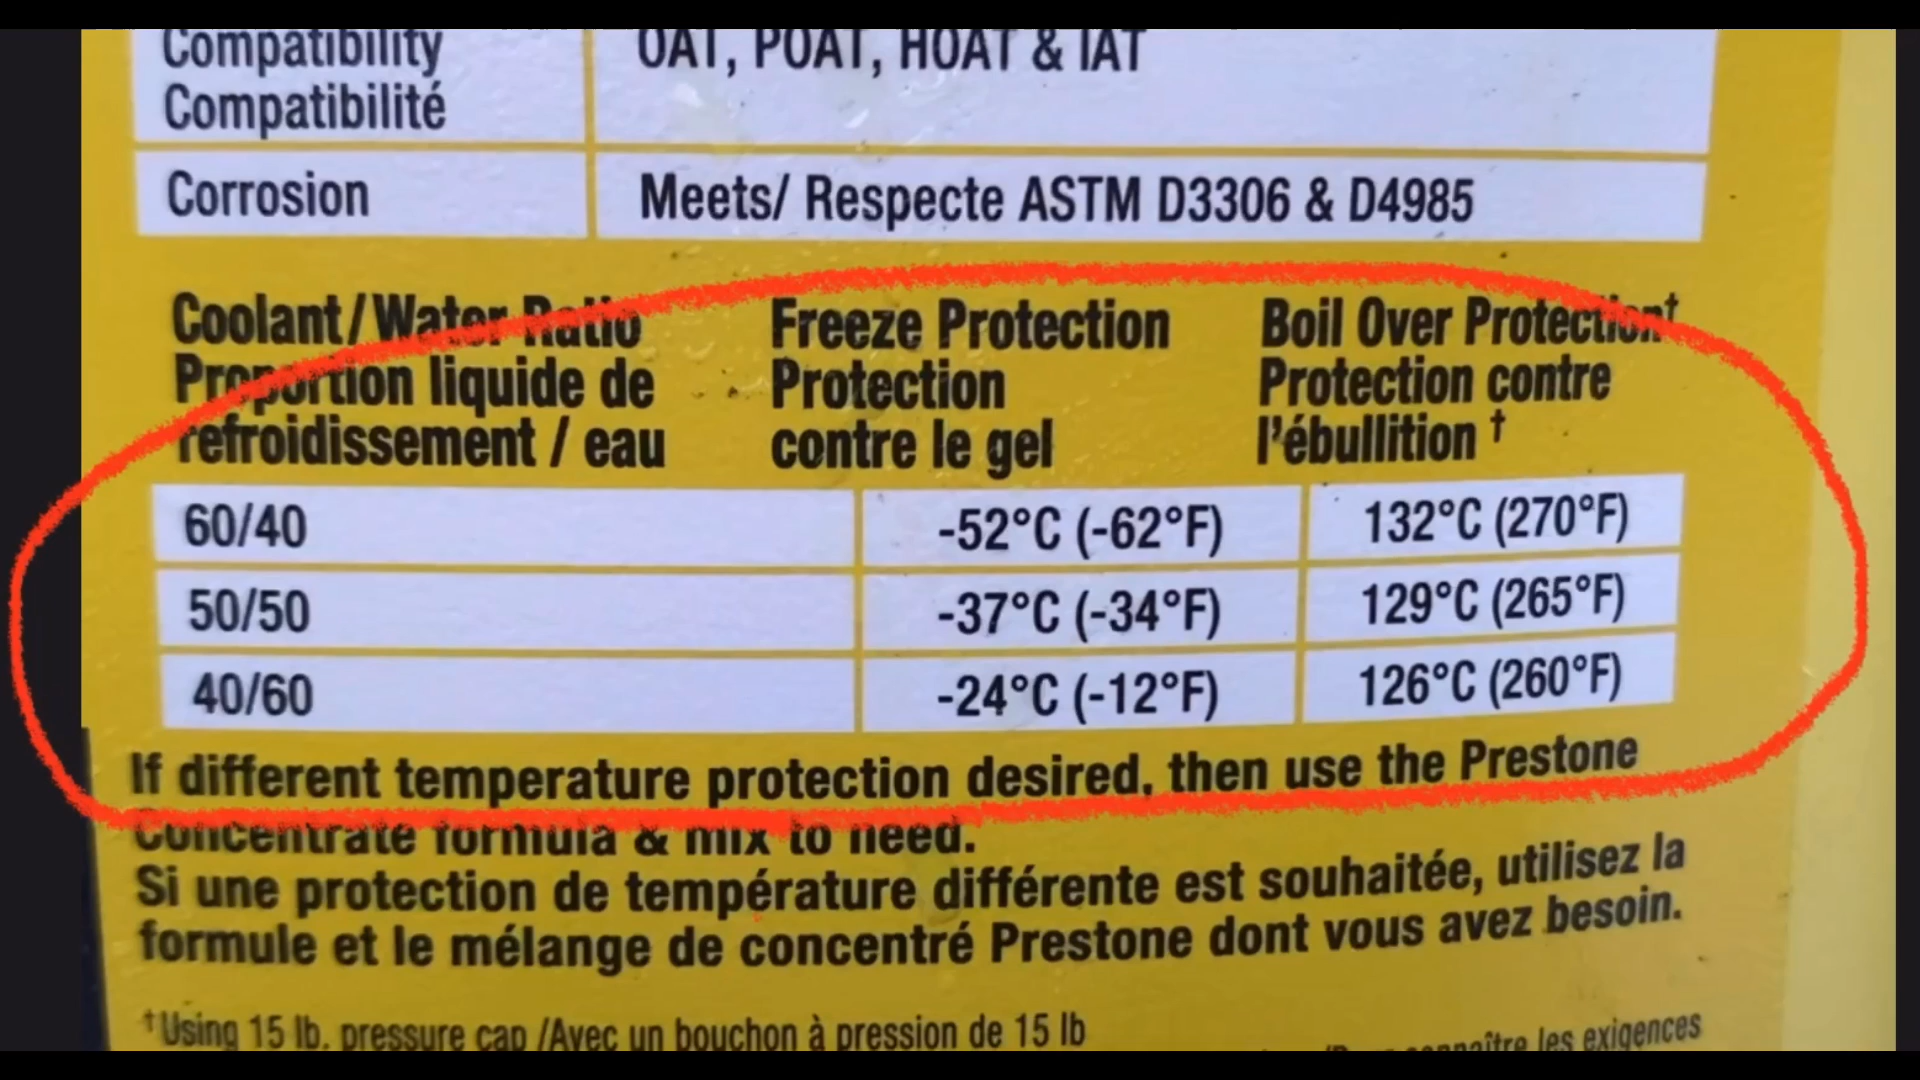 Compatibility OAT, POAT, HOAT & IAT
Compatibilité
Corrosion Meets/ Respecte ASTM D3306 & D4985
Coolant/Water Ratio Freeze Protection Boil Over Protection†
Proportion liquide de Protection Protection contre
refroidissement / eau contre le gel l'ébullition †
60/40 -52°C (-62°F) 132°C (270°F)
50/50 -37°C (-34°F) 129°C (265°F)
40/60 -24°C (-12°F) 126°C (260°F)
If different temperature protection desired, then use the Prestone
Concentrate formula & mix to need.
Si une protection de température différente est souhaitée, utilisez la
formule et le mélange de concentré Prestone dont vous avez besoin.
†Using 15 lb. pressure cap /Avec un bouchon à pression de 15 lb
les exigences